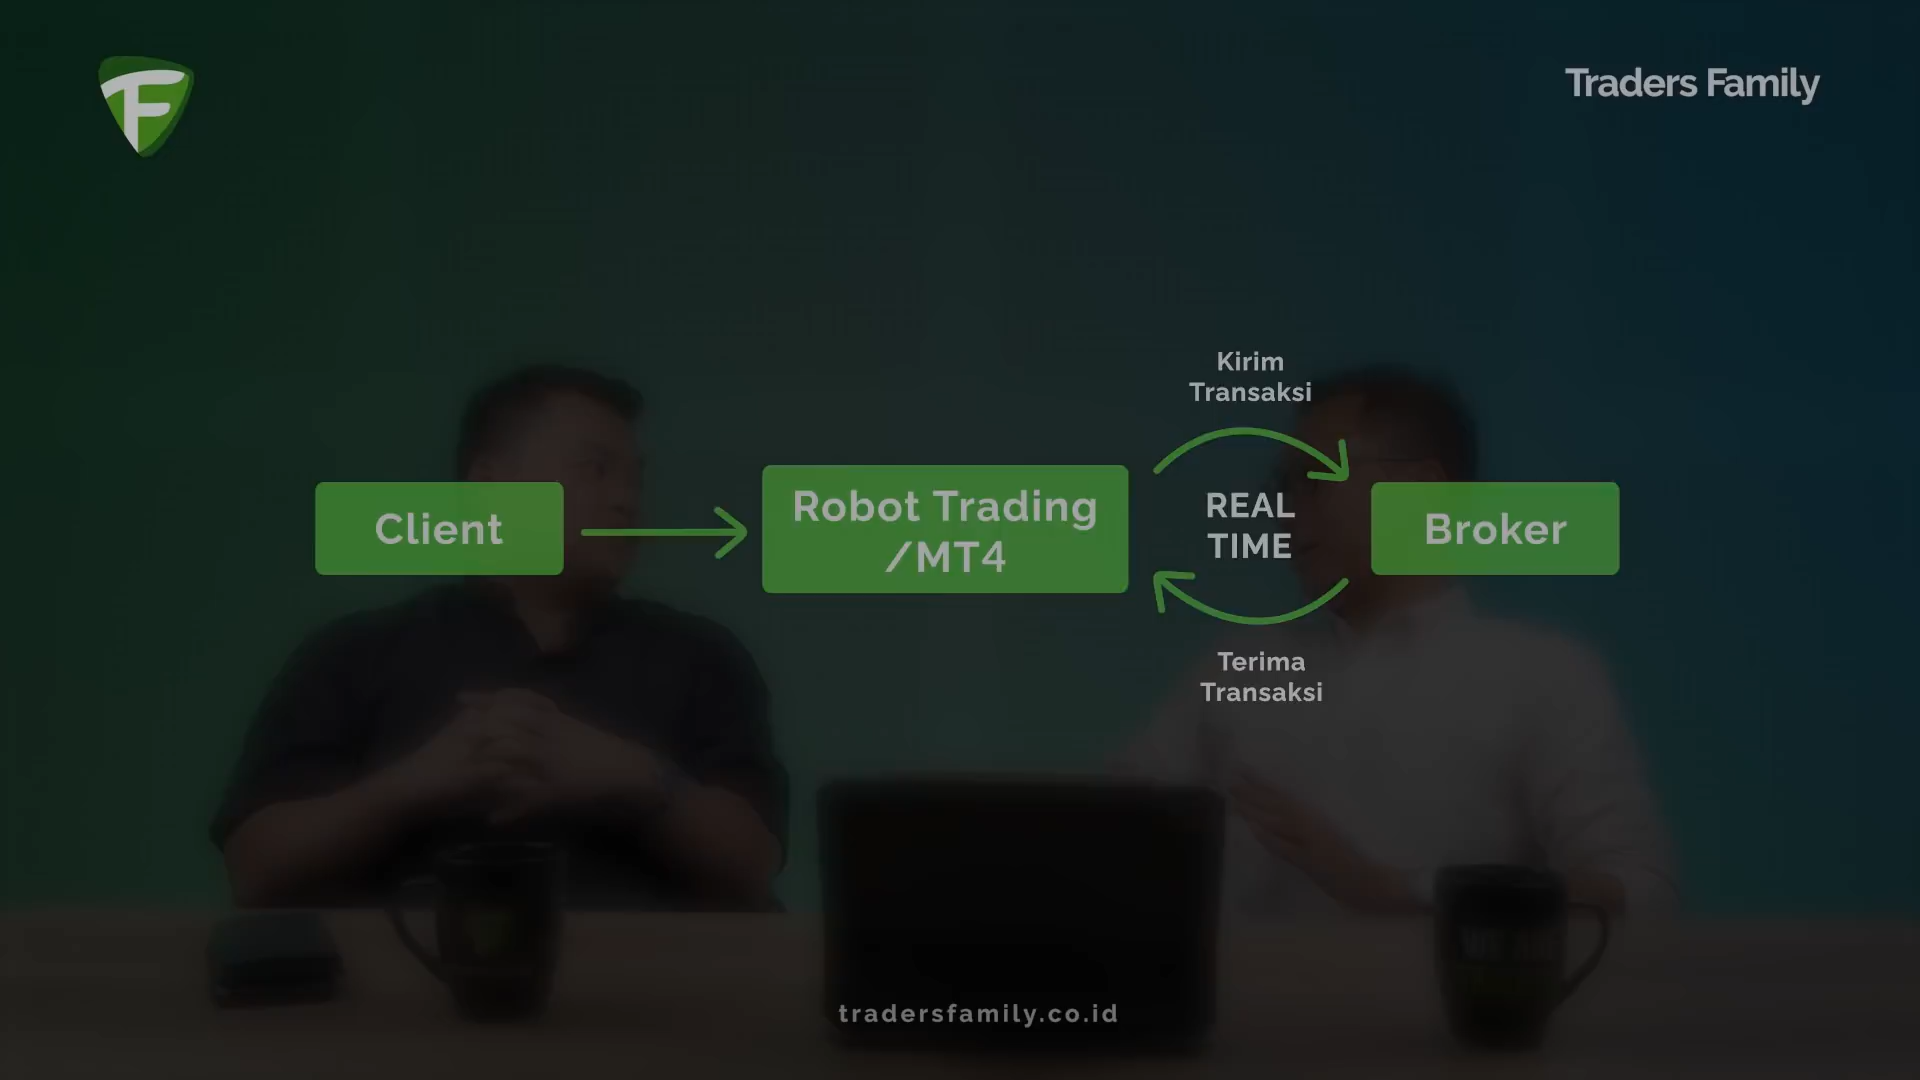 Traders Family
Kirim
Transaksi
Client
Robot Trading
/MT4
REAL
TIME
Broker
Terima
Transaksi
tradersfamily.co.id